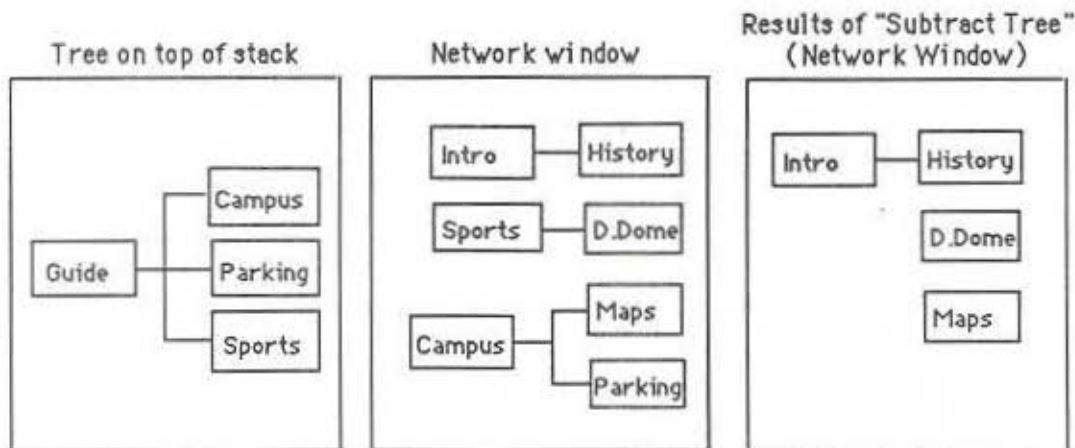 Tree on top of stack
Guide
Campus
Parking
Sports
Network window
Intro
History
Sports
D.Dome
Campus
Maps
Parking
Results of "Subtract Tree"
(Network Window)
Intro
History
D.Dome
Maps